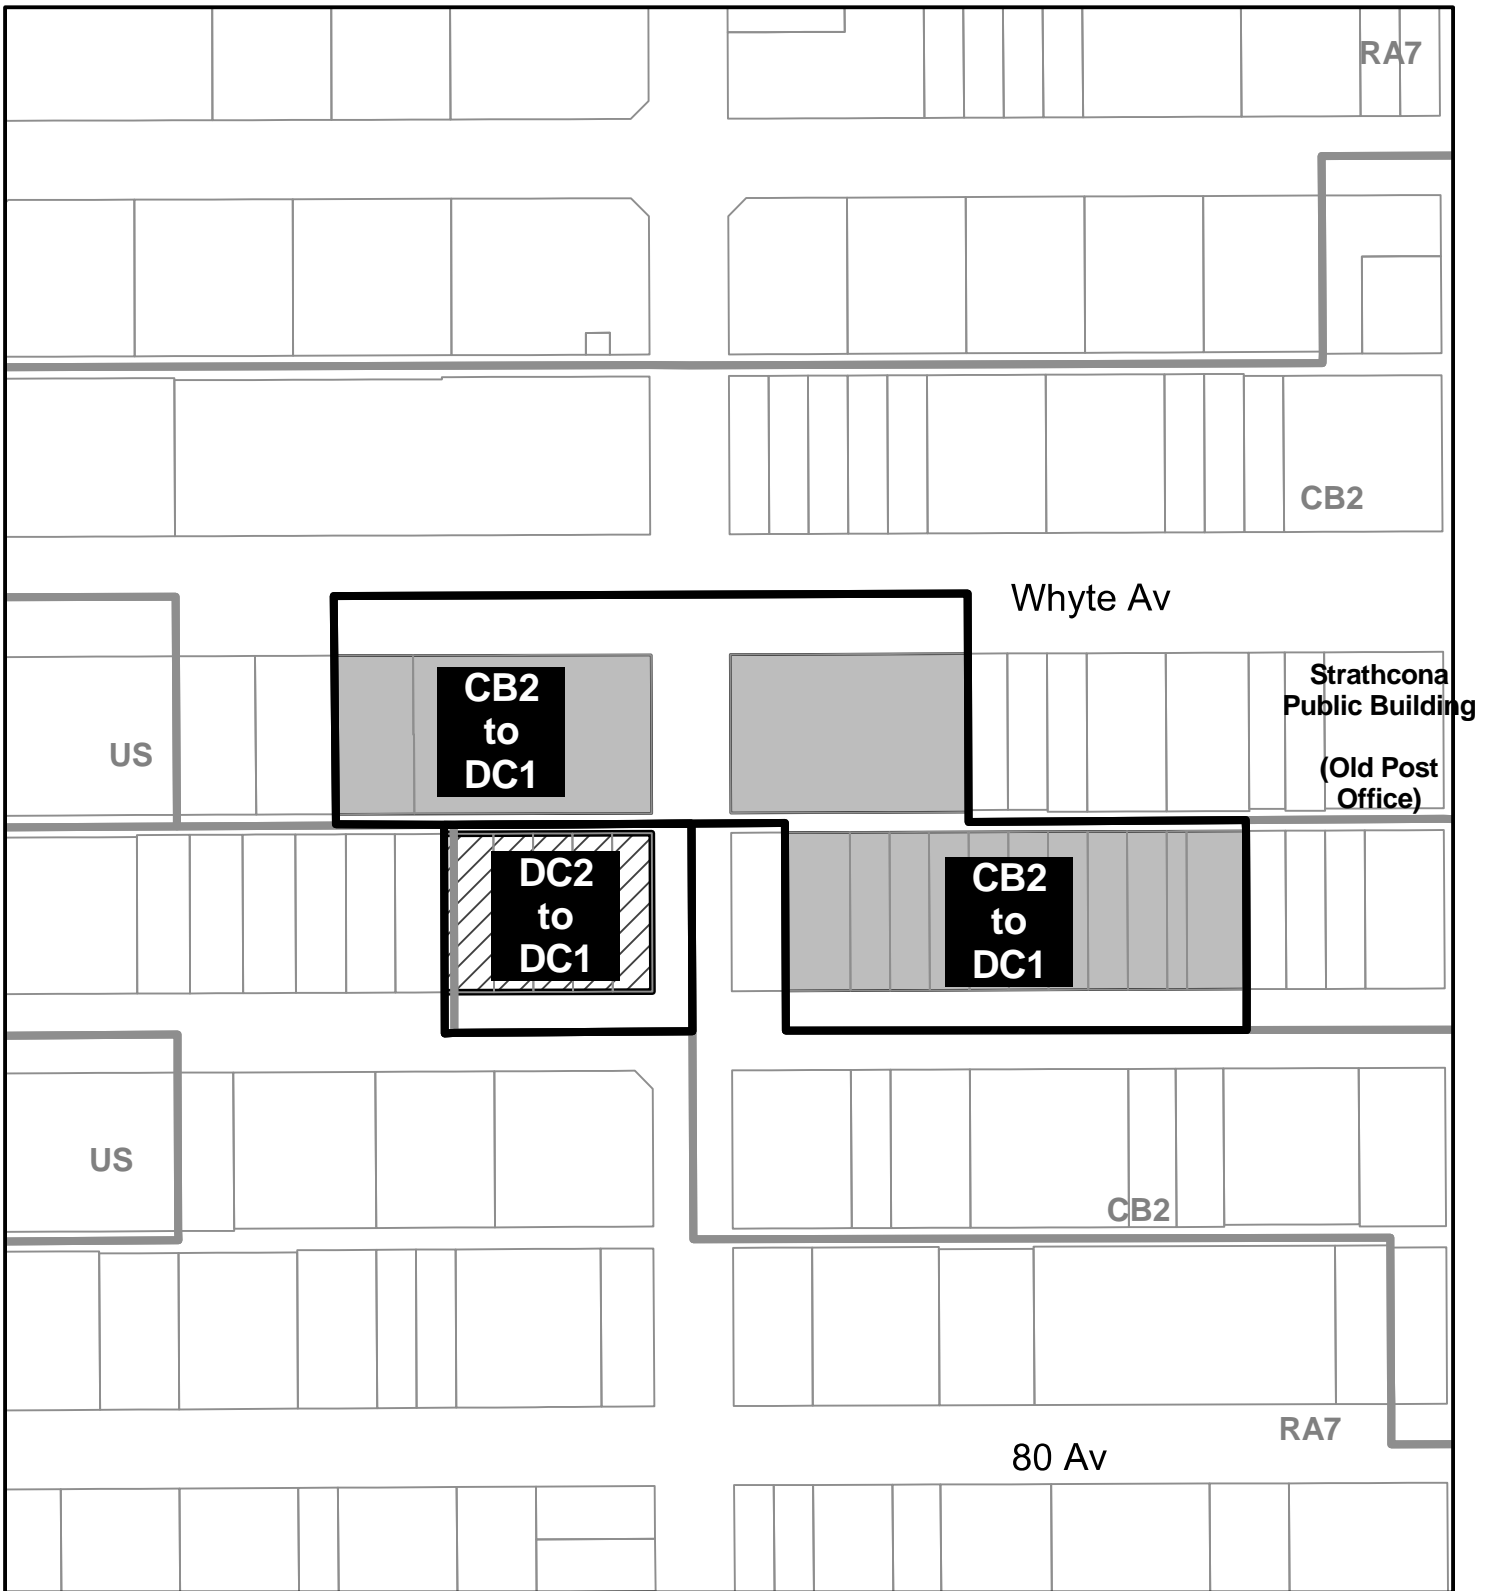 RA7
CB2
Whyte Av
Strathcona
Public Building
(Old Post
Office)
CB2
to
DC1
US
DC2
to
DC1
CB2
to
DC1
US
CB2
RA7
80 Av